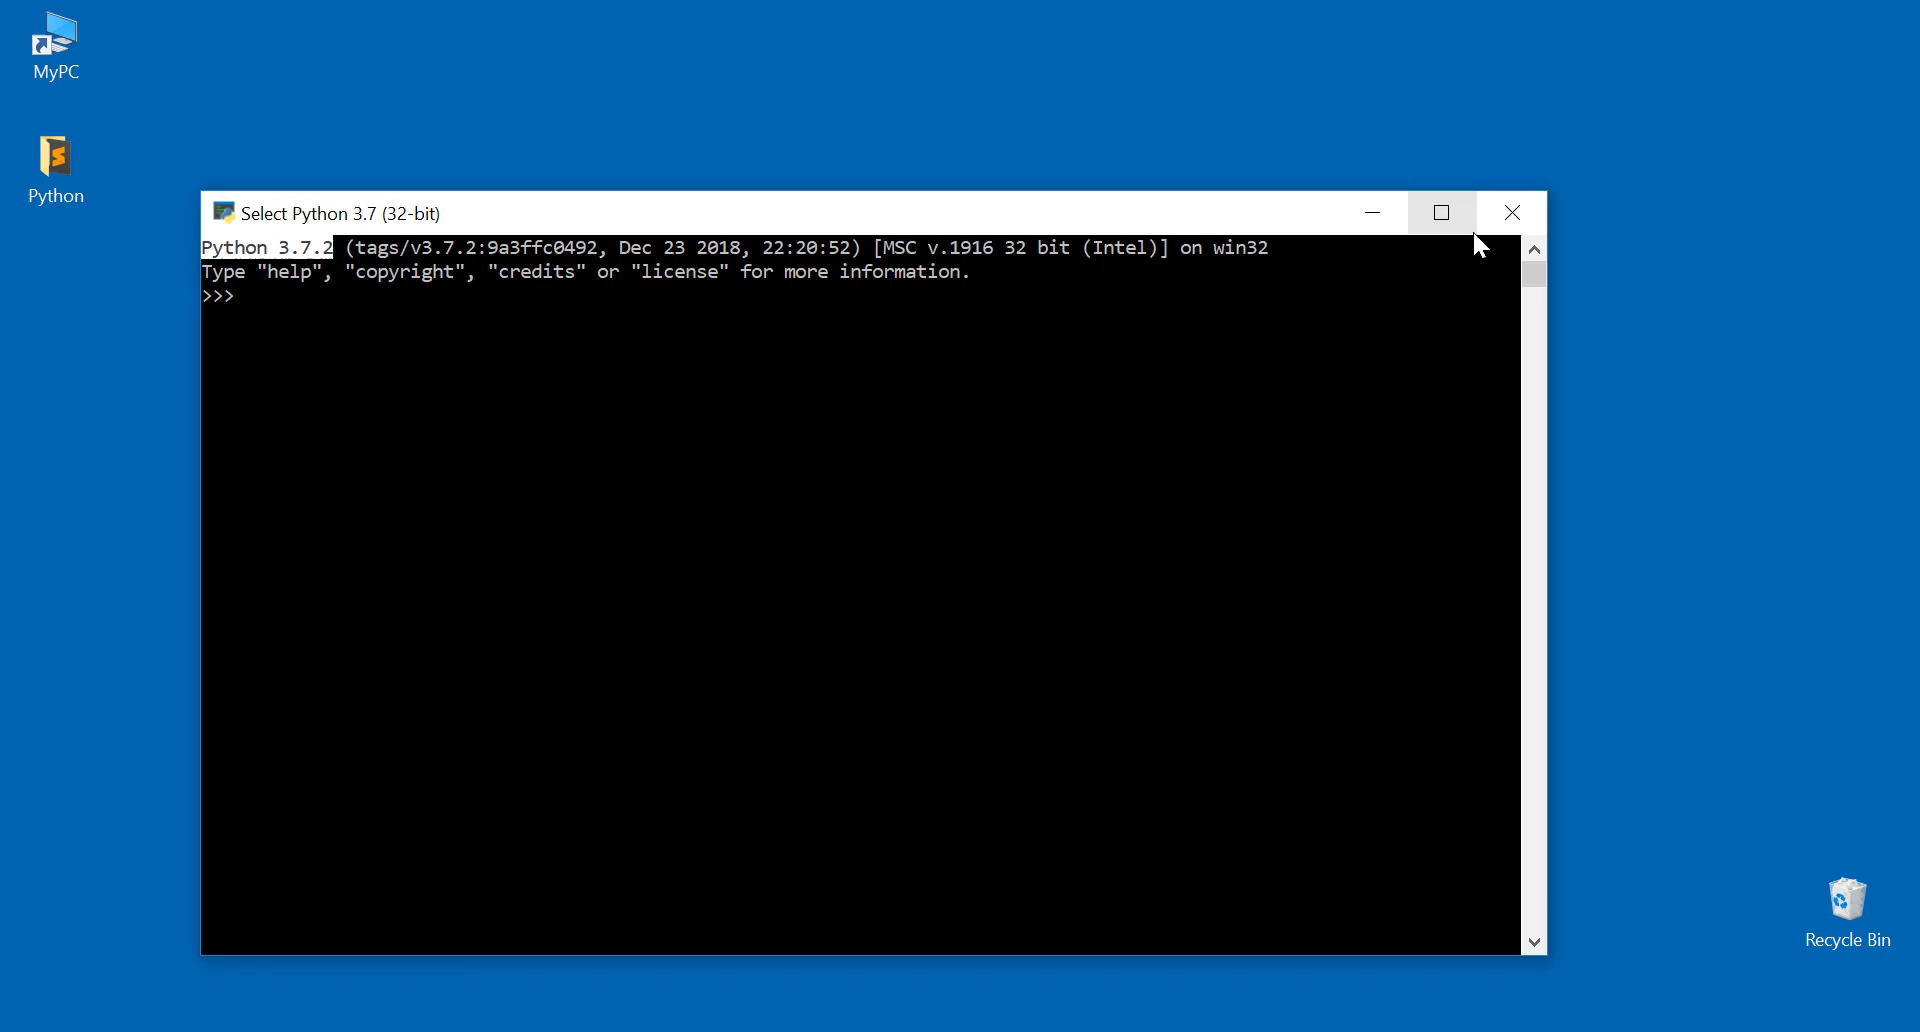 MyPC
Python
Select Python 3.7 (32-bit)
Python 3.7.2 (tags/v3.7.2:9a3ffc0492, Dec 23 2018, 22:20:52) [MSC v.1916 32 bit (Intel)] on win32
Type "help", "copyright", "credits" or "license" for more information.
>>>
Recycle Bin